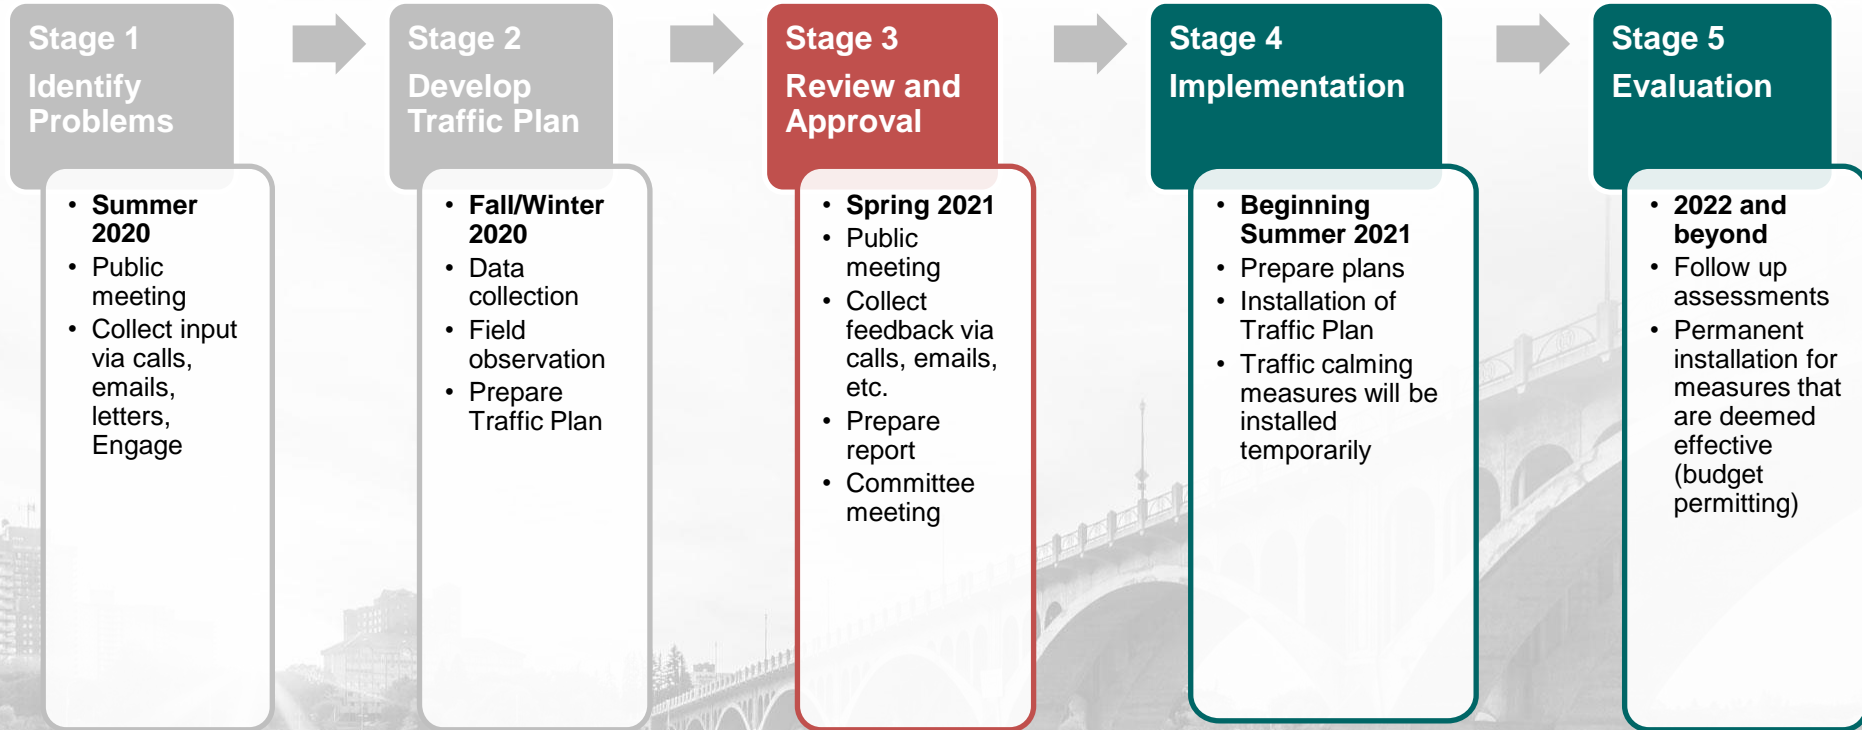 Stage 1
Identify
Problems
• Summer
2020
• Public
meeting
• Collect input
via calls,
emails,
letters,
Engage
Stage 2
Develop
Traffic Plan
• Fall/Winter
2020
• Data
collection
• Field
observation
• Prepare
Traffic Plan
Stage 3
Review and
Approval
• Spring 2021
• Public
meeting
• Collect
feedback via
calls, emails,
etc.
• Prepare
report
• Committee
meeting
Stage 4
Implementation
• Beginning
Summer 2021
• Prepare plans
• Installation of
Traffic Plan
• Traffic calming
measures will be
installed
temporarily
Stage 5
Evaluation
• 2022 and
beyond
• Follow up
assessments
• Permanent
installation for
measures that
are deemed
effective
(budget
permitting)